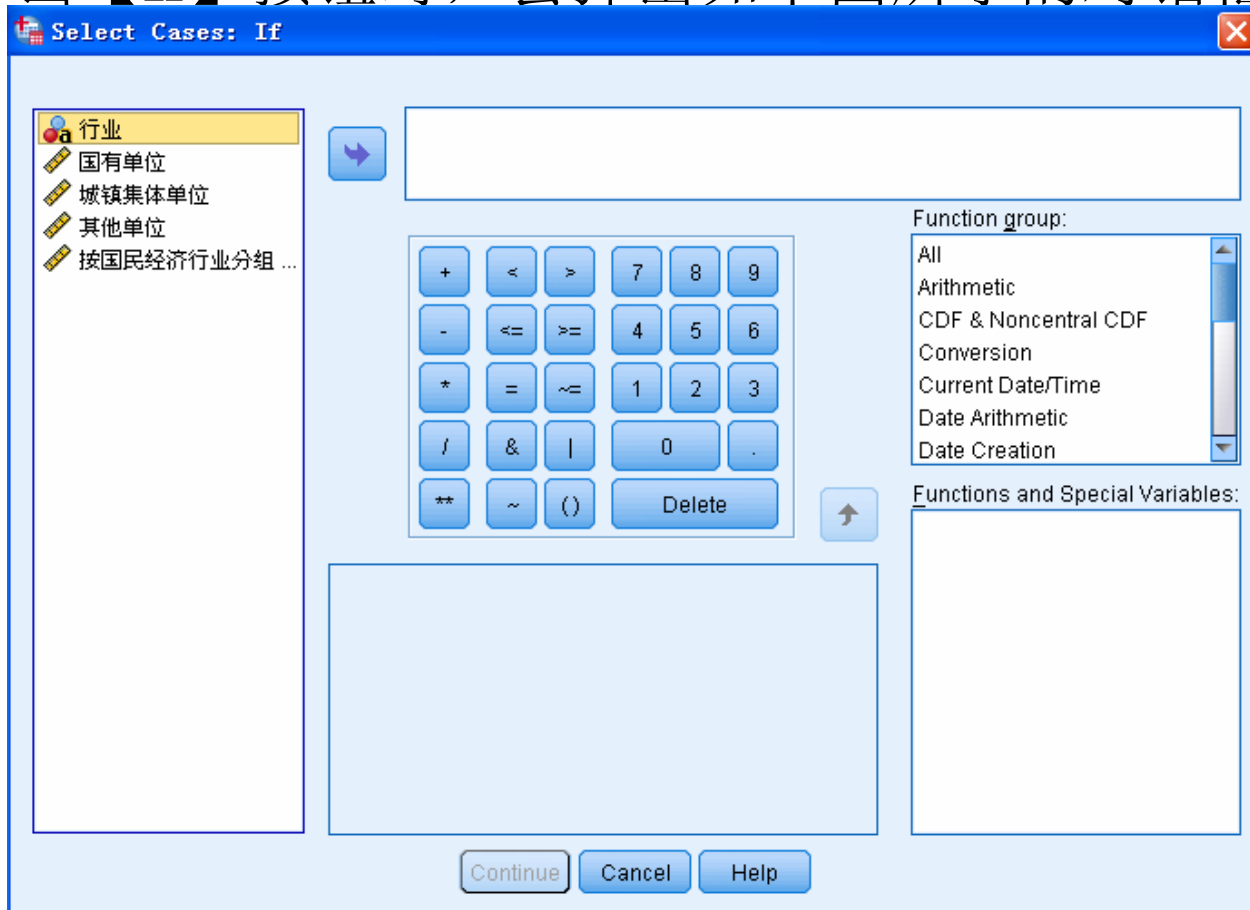 Select Cases: If
行业
国有单位
城镇集体单位
其他单位
按国民经济行业分组 ...
+ < > 7 8 9
- <= >= 4 5 6
* = ~= 1 2 3
/ & | 0 .
** ~ () Delete
Function group:
All
Arithmetic
CDF & Noncentral CDF
Conversion
Current Date/Time
Date Arithmetic
Date Creation
Functions and Special Variables:
Continue Cancel Help